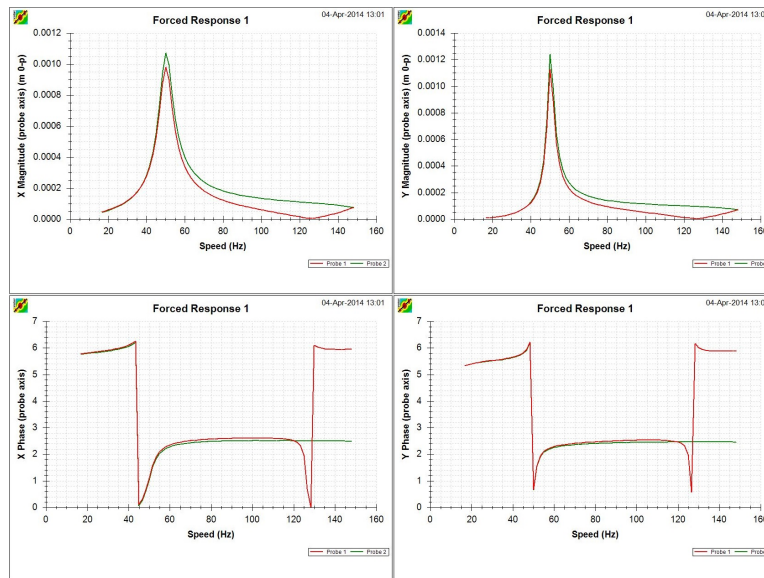 Forced Response 1
04-Apr-2014 13:01
X Magnitude (probe axis) (m 0-p)
0.0012
0.0010
0.0008
0.0006
0.0004
0.0002
0.0000
0 20 40 60 80 100 120 140 160
Speed (Hz)
Probe 1 Probe 2
Forced Response 1
04-Apr-2014 13:01
Y Magnitude (probe axis) (m 0-p)
0.0014
0.0012
0.0010
0.0008
0.0006
0.0004
0.0002
0.0000
0 20 40 60 80 100 120 140 160
Speed (Hz)
Probe 1 Probe 2
Forced Response 1
04-Apr-2014 13:01
X Phase (probe axis)
7
6
5
4
3
2
1
0
0 20 40 60 80 100 120 140 160
Speed (Hz)
Probe 1 Probe 2
Forced Response 1
04-Apr-2014 13:01
Y Phase (probe axis)
7
6
5
4
3
2
1
0
0 20 40 60 80 100 120 140 160
Speed (Hz)
Probe 1 Probe 2